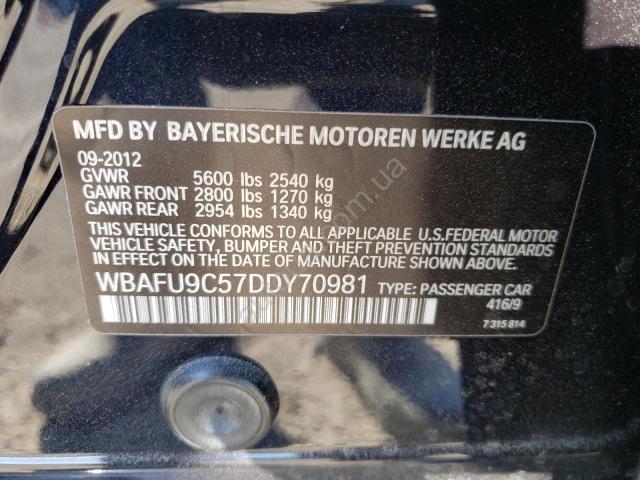 MFD BY BAYERISCHE MOTOREN WERKE AG
09-2012
GVWR 5600 lbs 2540 kg
GAWR FRONT 2800 lbs 1270 kg
GAWR REAR 2954 lbs 1340 kg
THIS VEHICLE CONFORMS TO ALL APPLICABLE U.S.FEDERAL MOTOR
VEHICLE SAFETY, BUMPER AND THEFT PREVENTION STANDARDS
IN EFFECT ON THE DATE OF MANUFACTURE SHOWN ABOVE.
WBAFU9C57DDY70981 TYPE: PASSENGER CAR
416/9
7315814